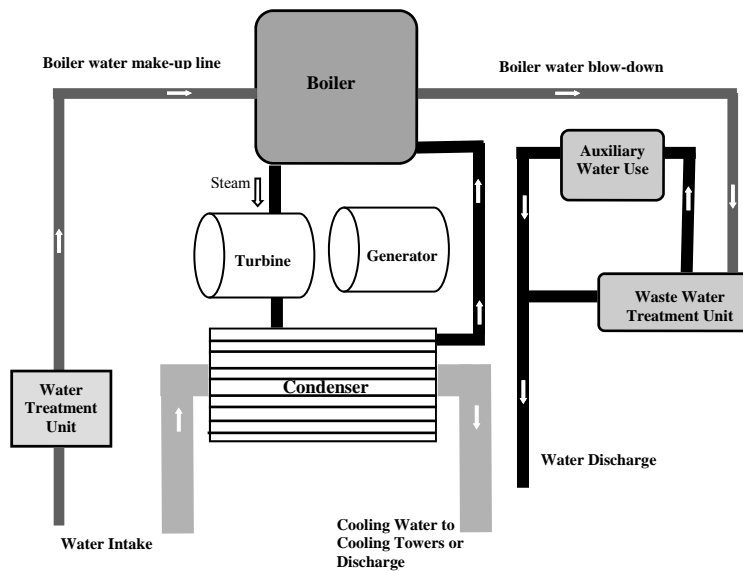 Boiler water make-up line
Boiler
Boiler water blow-down
Auxiliary
Water Use
Steam
Turbine
Generator
Waste Water
Treatment Unit
Water
Treatment
Unit
Condenser
Water Discharge
Water Intake
Cooling Water to
Cooling Towers or
Discharge